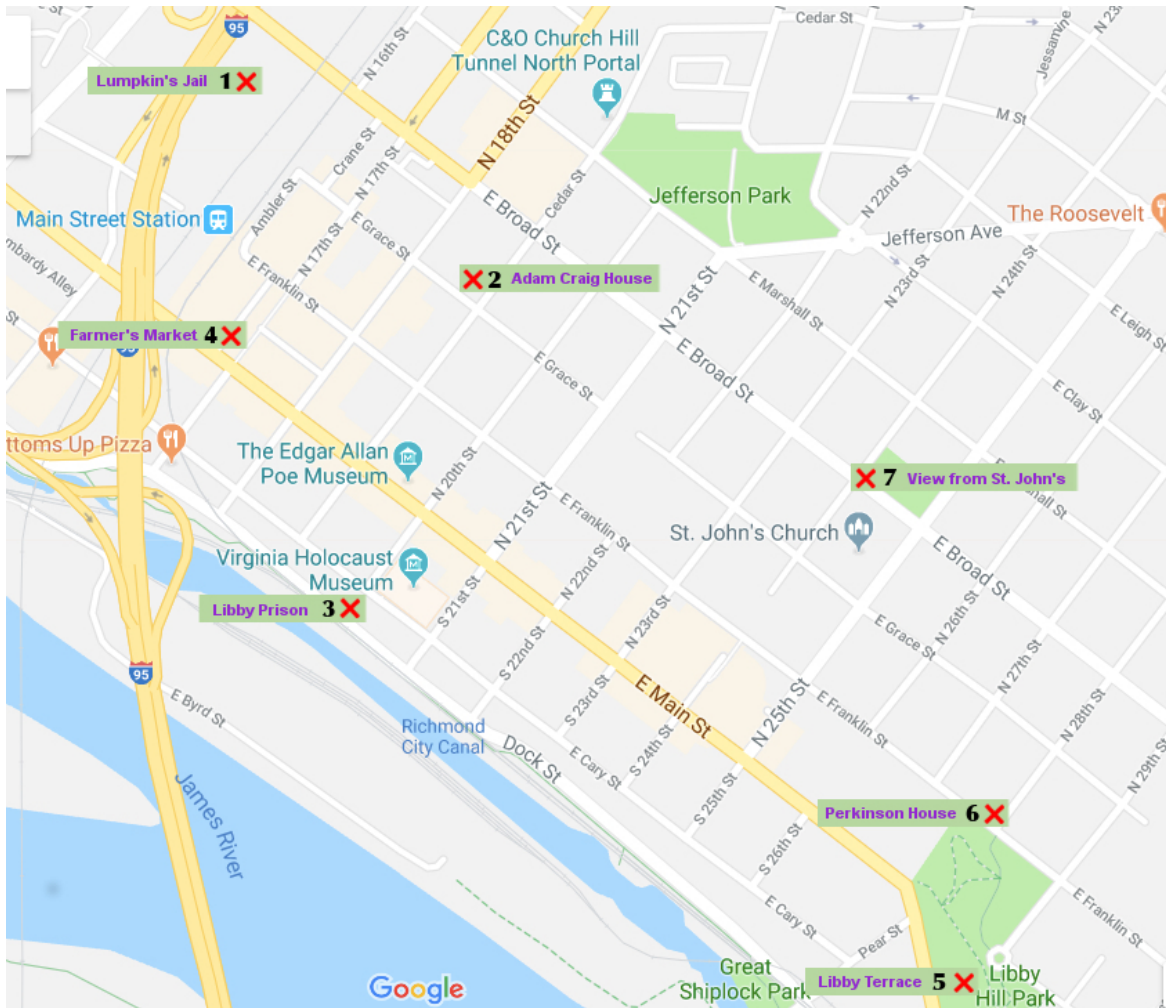 Cedar St
N 23rd
Jessamine
95
N 16th St
C&O Church Hill
Tunnel North Portal
Lumpkin's Jail 1
M St
N 18th St
Crane St
N 17th St
Ambler St
Jefferson Park
N 22nd St
Cedar St
The Roosevelt
Main Street Station
E Grace St
E Broad St
Jefferson Ave
N 17th St
N 23rd St
N 24th St
E Franklin St
2 Adam Craig House
N 21st St
E Marshall St
E Leigh St
Farmer's Market 4
95
E Broad St
E Grace St
E Clay St
ttoms Up Pizza
The Edgar Allan
Poe Museum
N 20th St
7 View from St. John's
N 21st St
E Franklin St
St. John's Church
E Broad St
Virginia Holocaust
Museum
N 22nd St
S 21st St
Libby Prison 3
N 23rd St
N 26th St
E Grace St
S 22nd St
N 27th St
95
E Main St
N 25th St
E Byrd St
S 23rd St
N 28th St
E Franklin St
Richmond
City Canal
Dock St
S 24th St
E Cary St
N 29th St
James River
S 25th St
Perkinson House 6
S 26th St
E Cary St
E Franklin St
Pear St
Google
Great
Shiplock Park
Libby Terrace 5
Libby
Hill Park